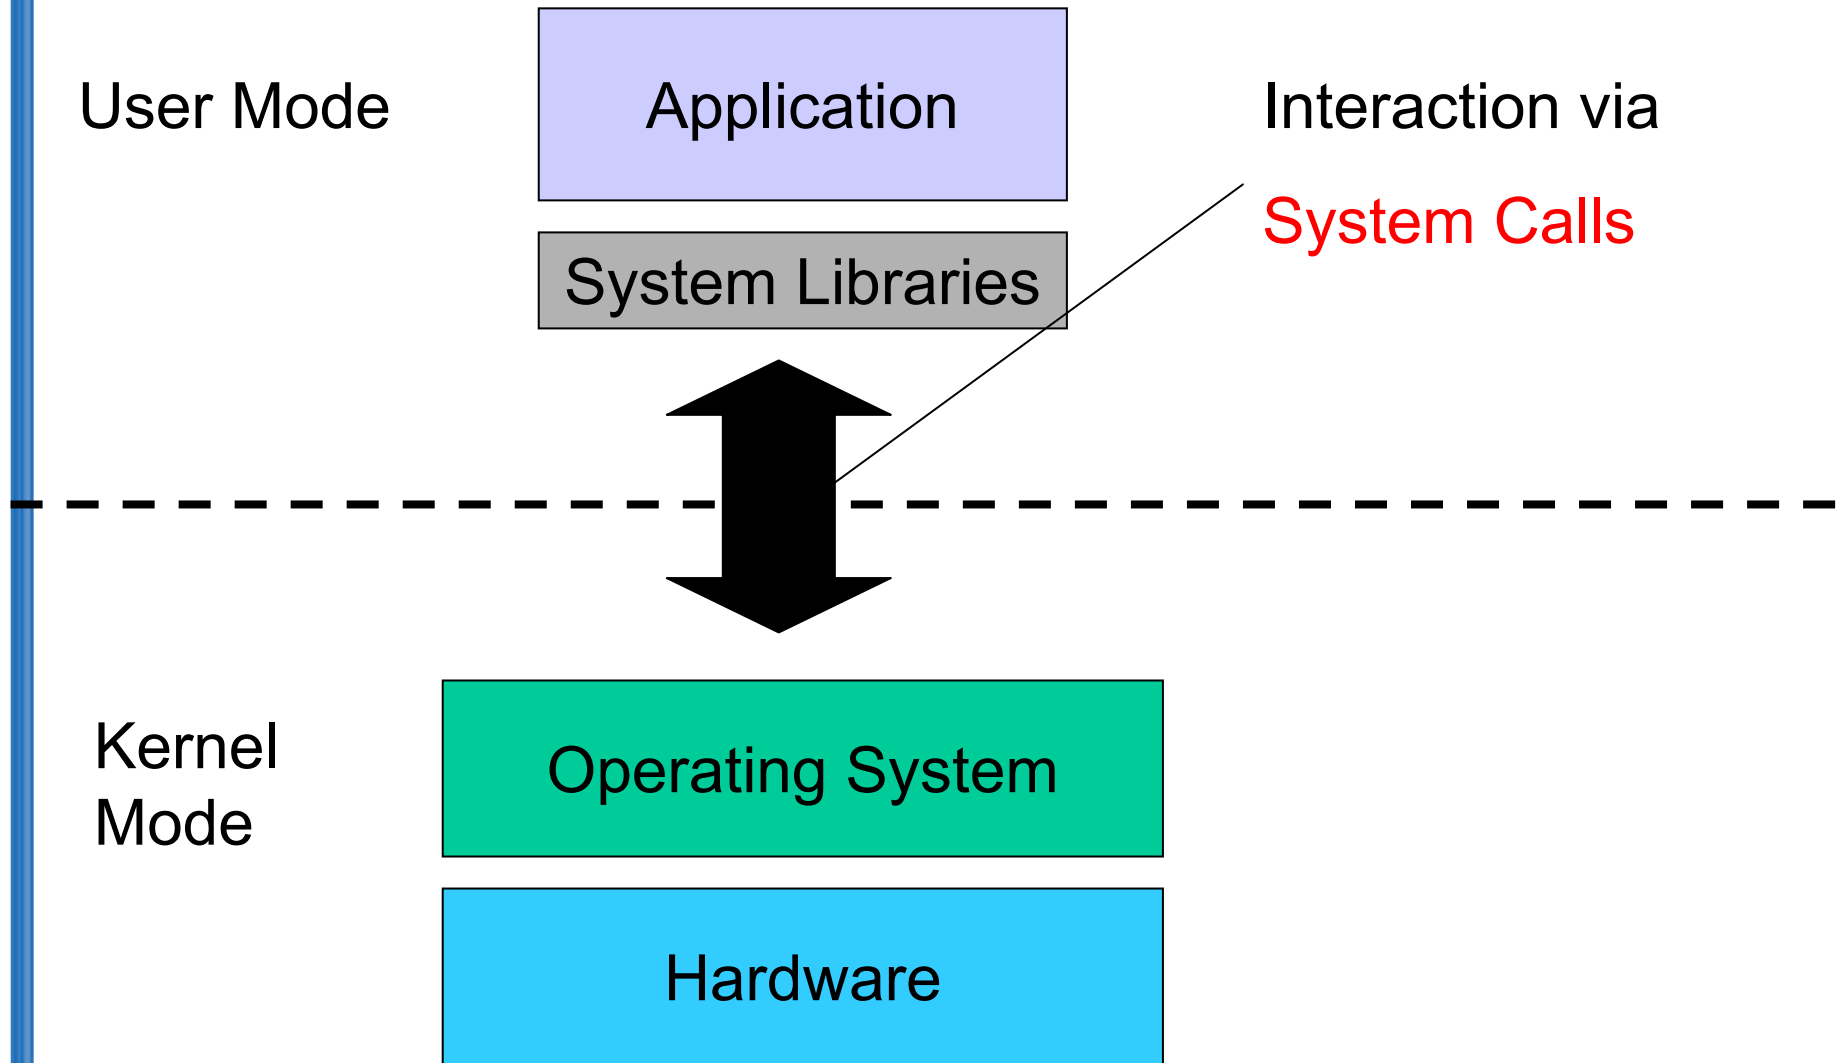 User Mode
Application
Interaction via
System Calls
System Libraries
Kernel
Mode
Operating System
Hardware